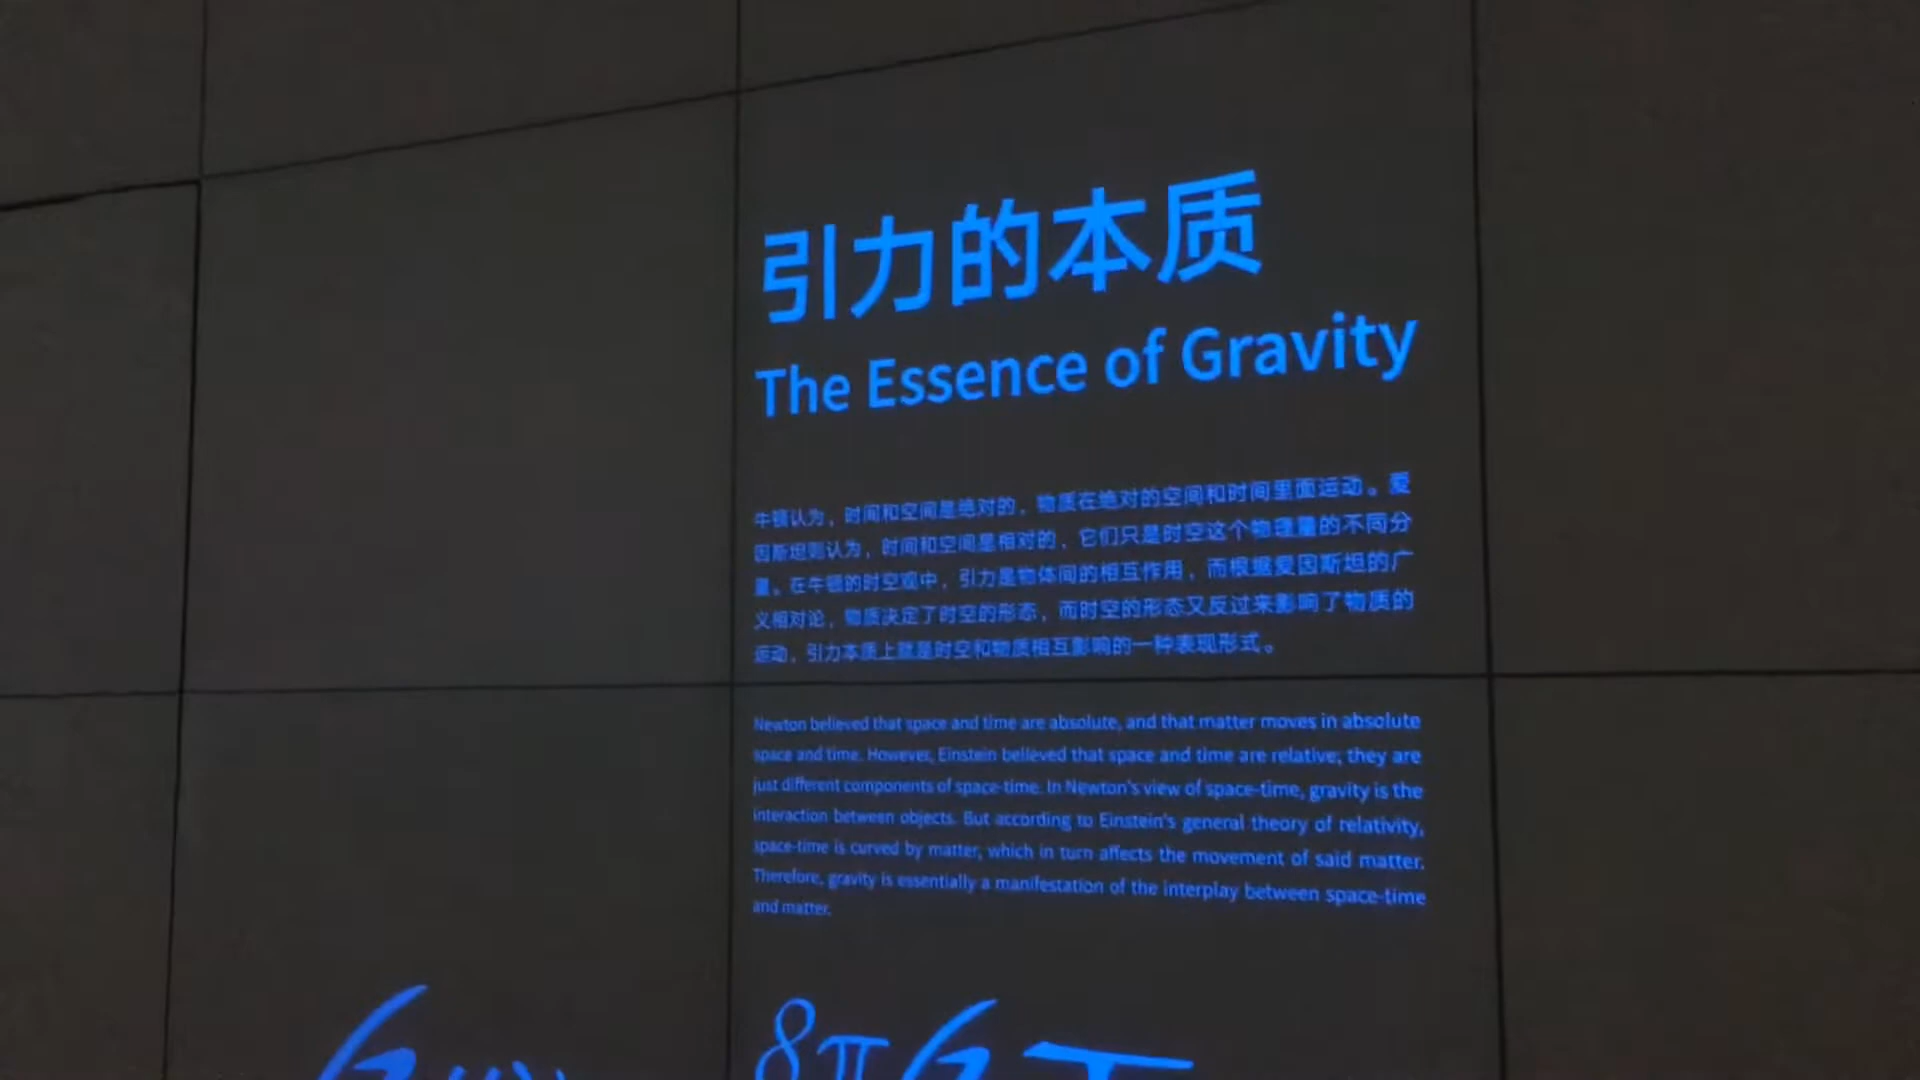 引力的本质
The Essence of Gravity
牛顿认为，时间和空间是绝对的，物质在绝对的空间和时间里面运动。爱
因斯坦则认为，时间和空间是相对的，它们只是时空这个物理量的不同分
量。在牛顿的时空观中，引力是物体间的相互作用，而根据爱因斯坦的广
义相对论，物质决定了时空的形态，而时空的形态又反过来影响了物质的
运动，引力本质上就是时空和物质相互影响的一种表现形式。
Newton believed that space and time are absolute, and that matter moves in absolute
space and time. However, Einstein believed that space and time are relative; they are
just different components of space-time. In Newton's view of space-time, gravity is the
interaction between objects. But according to Einstein's general theory of relativity,
space-time is curved by matter, which in turn affects the movement of said matter.
Therefore, gravity is essentially a manifestation of the interplay between space-time
and matter.
G 8πG